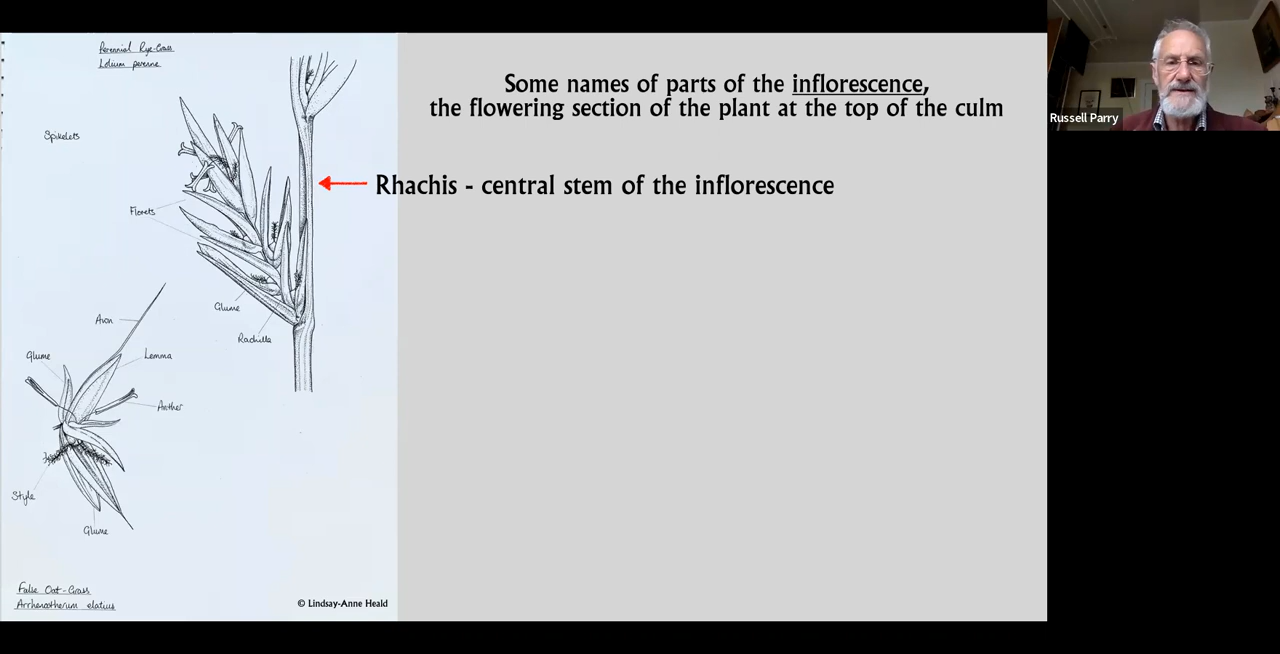 Perennial Rye-Grass
Lolium perenne
Spikelets
Florets
Glume
Rachilla
Awn
Glume
Lemma
Anther
Style
Glume
False Oat-Grass
Arrhenatherum elatius
© Lindsay-Anne Heald
Some names of parts of the inflorescence,
the flowering section of the plant at the top of the culm
Rhachis - central stem of the inflorescence
Russell Parry